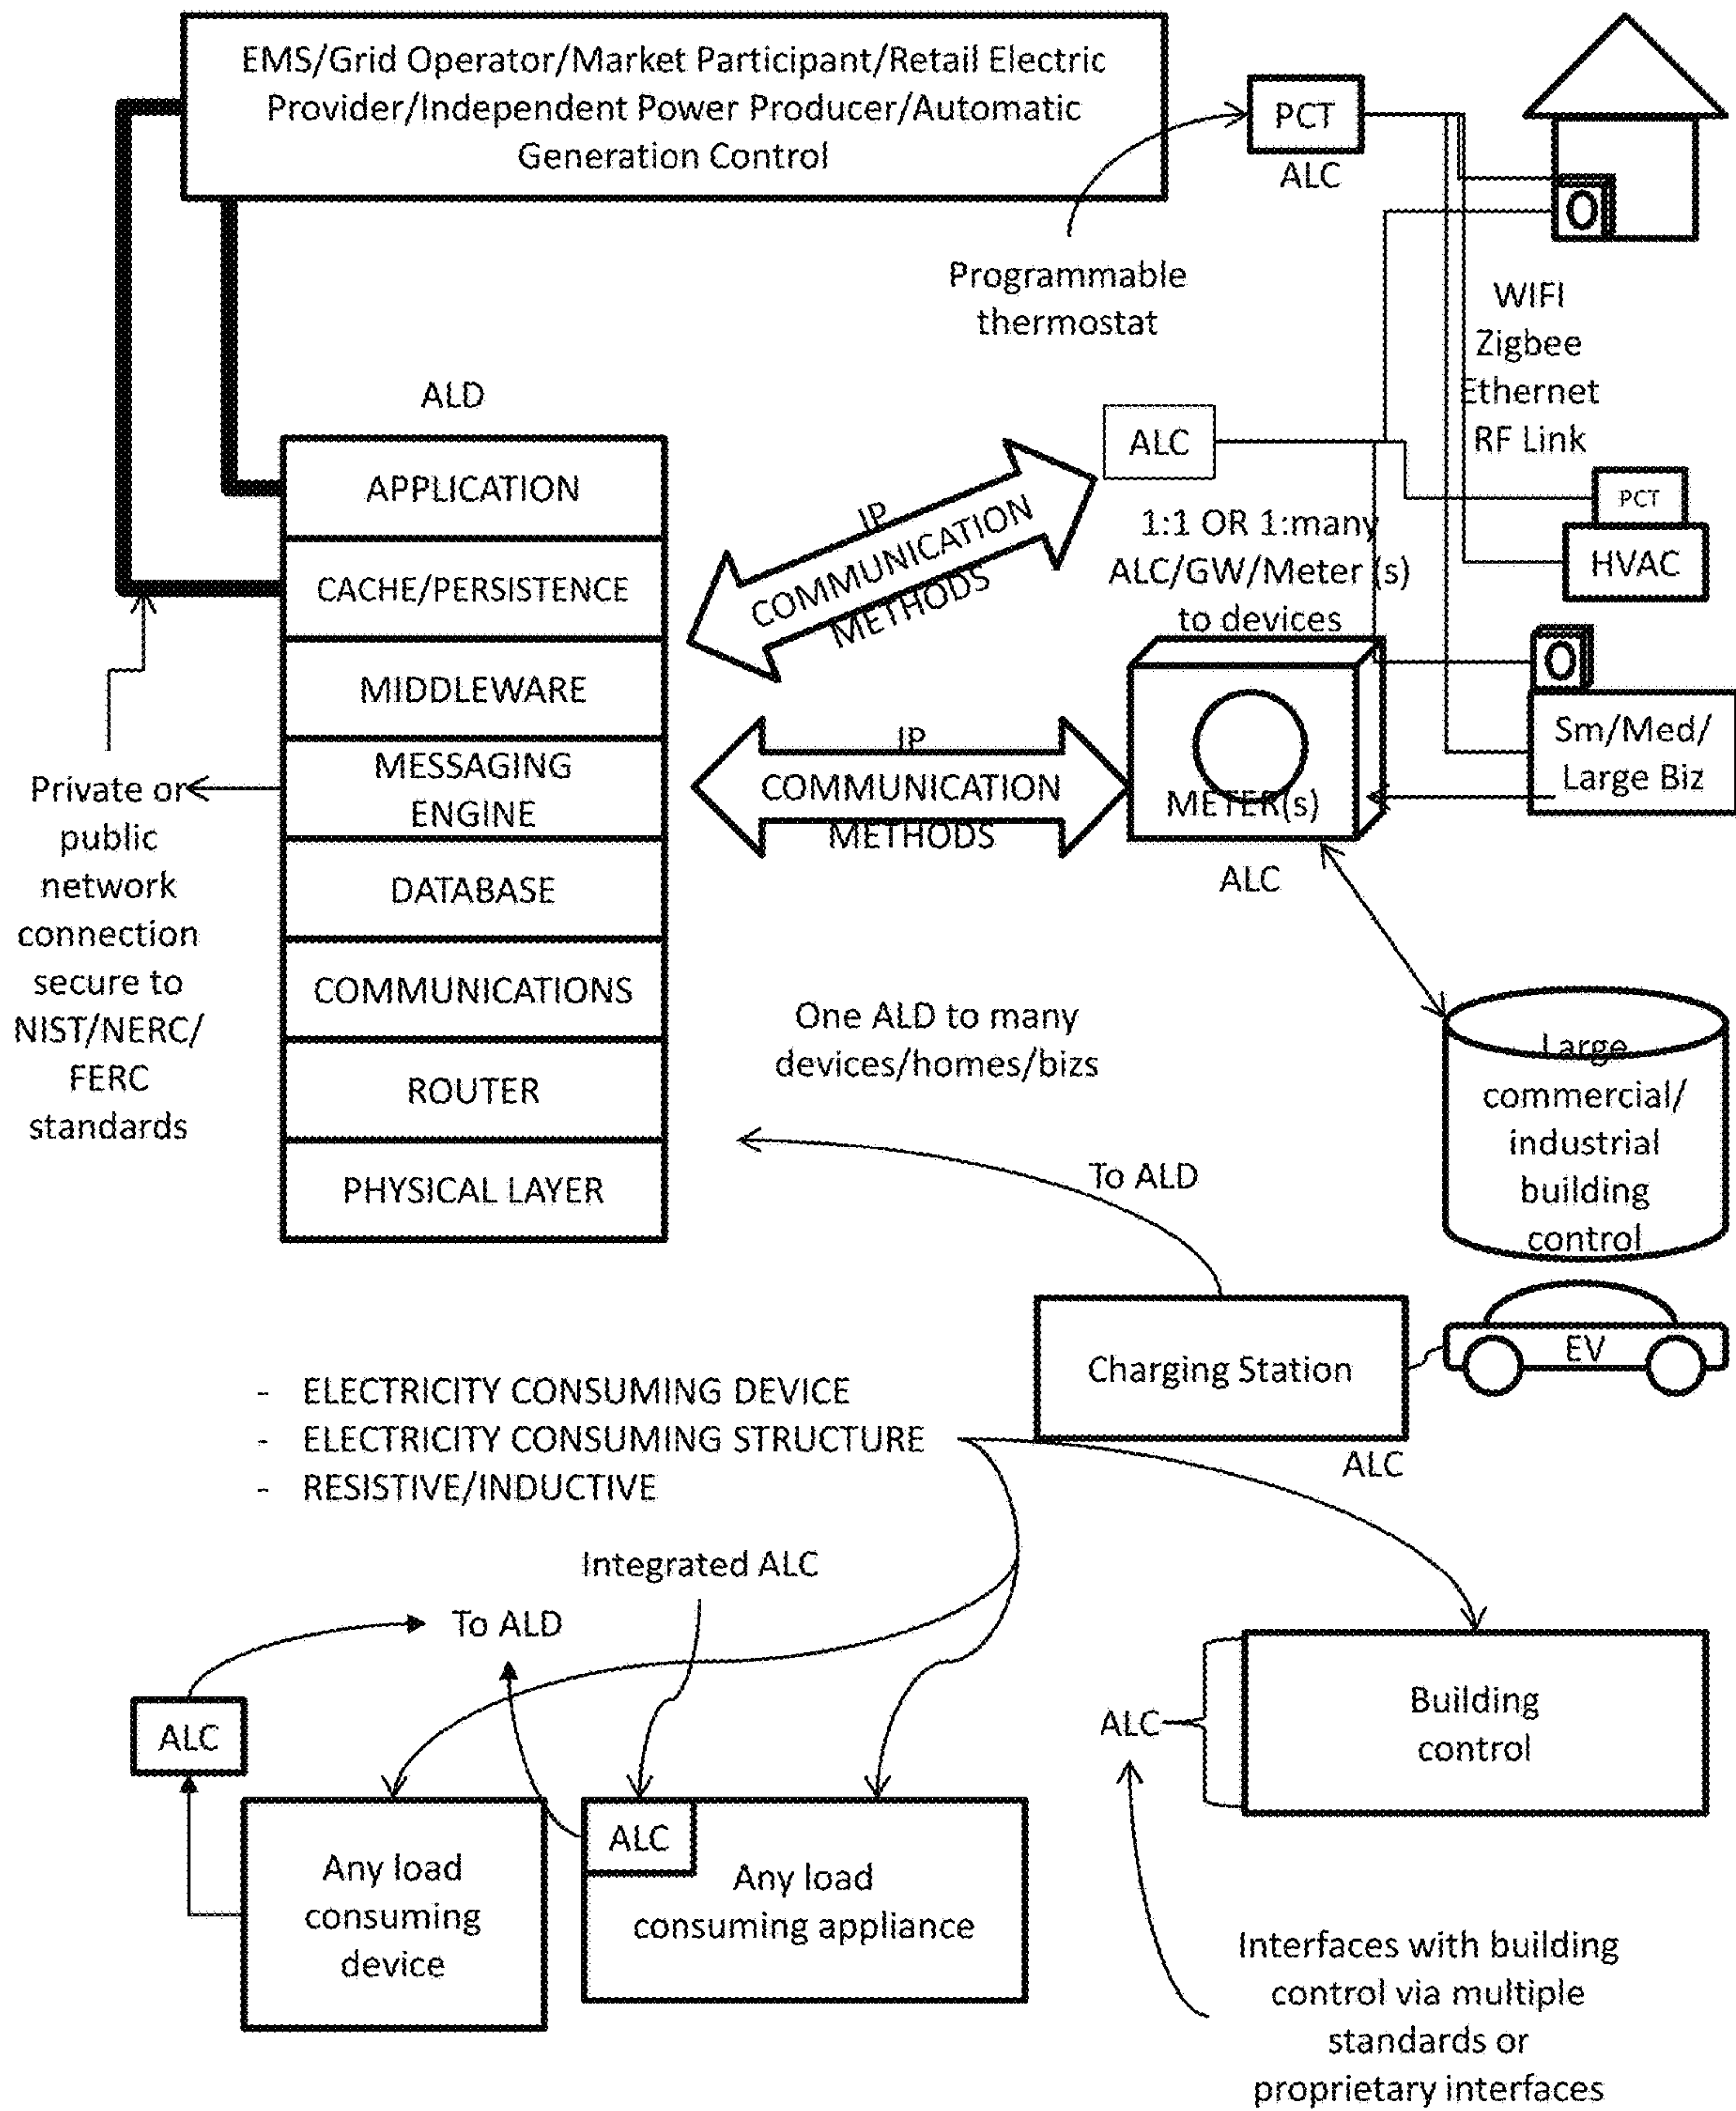 EMS/Grid Operator/Market Participant/Retail Electric
Provider/Independent Power Producer/Automatic
Generation Control
PCT
ALC
Programmable
thermostat
WIFI
Zigbee
Ethernet
RF Link
ALD
APPLICATION
CACHE/PERSISTENCE
MIDDLEWARE
MESSAGING
ENGINE
DATABASE
COMMUNICATIONS
ROUTER
PHYSICAL LAYER
IP
COMMUNICATION
METHODS
ALC
1:1 OR 1:many
ALC/GW/Meter (s)
to devices
PCT
HVAC
IP
COMMUNICATION
METHODS
METER(s)
ALC
Sm/Med/
Large Biz
Private or
public
network
connection
secure to
NIST/NERC/
FERC
standards
One ALD to many
devices/homes/bizs
Large
commercial/
industrial
building
control
To ALD
Charging Station
EV
ALC
- ELECTRICITY CONSUMING DEVICE
- ELECTRICITY CONSUMING STRUCTURE
- RESISTIVE/INDUCTIVE
Integrated ALC
To ALD
ALC
Any load
consuming
device
ALC
Any load
consuming appliance
ALC
Building
control
Interfaces with building
control via multiple
standards or
proprietary interfaces